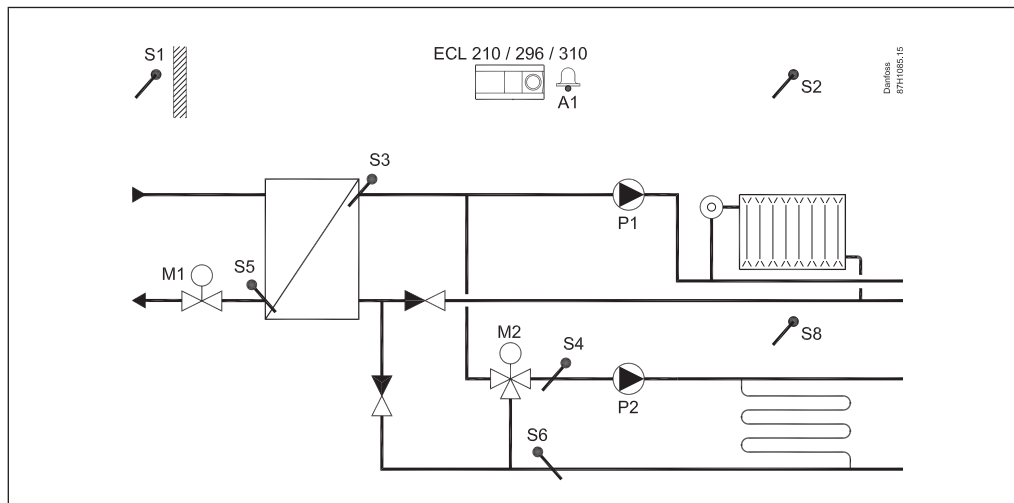 S1
ECL 210 / 296 / 310
A1
S2
Danfoss
87H1085.15
S3
P1
M1
S5
M2
S4
S8
P2
S6